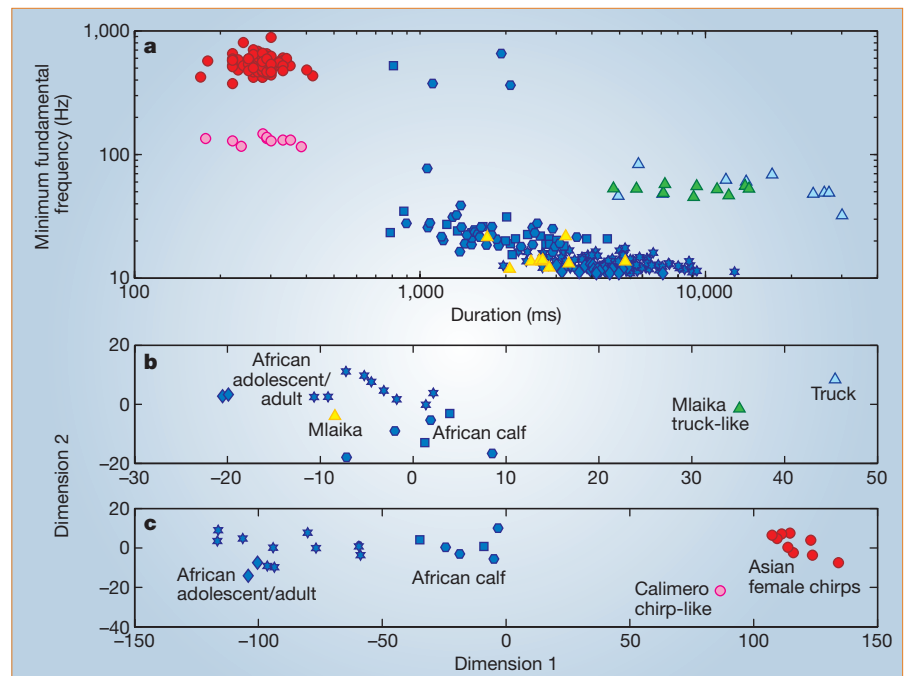 a
1,000
100
10
Minimum fundamental
frequency (Hz)
100
1,000
10,000
Duration (ms)
b
20
0
−20
African
adolescent/
adult
Mlaika
African calf
Mlaika
truck-like
Truck
−30
−20
−10
0
10
20
30
40
50
Dimension 2
c
20
0
−20
−40
African
adolescent/adult
African calf
Calimero
chirp-like
Asian
female chirps
−150
−100
−50
0
50
100
150
Dimension 1